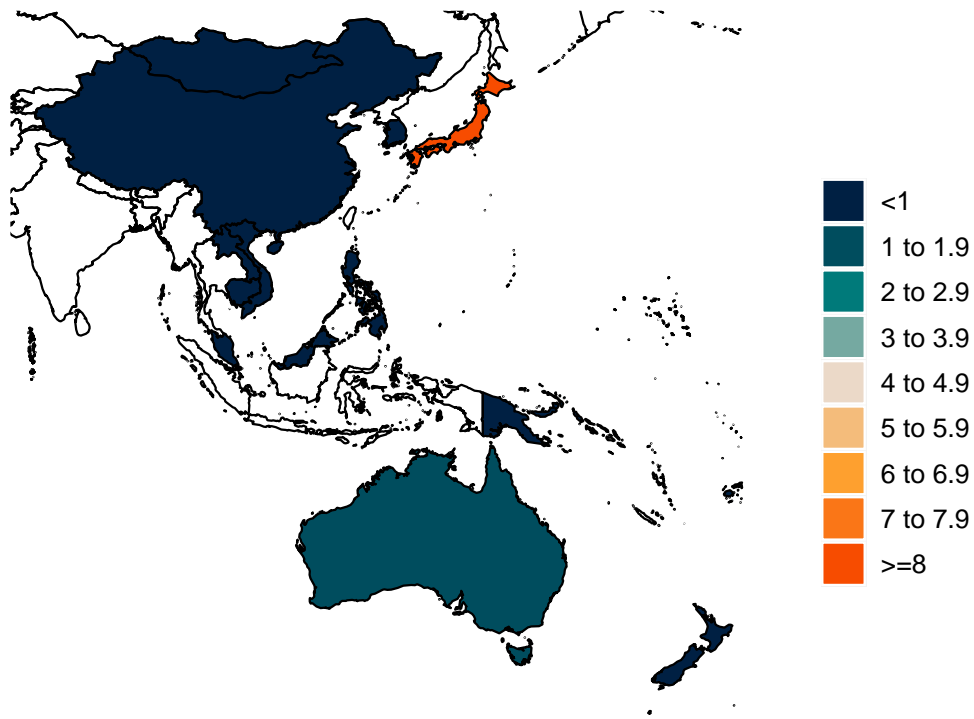 <1
1 to 1.9
2 to 2.9
3 to 3.9
4 to 4.9
5 to 5.9
6 to 6.9
7 to 7.9
>=8